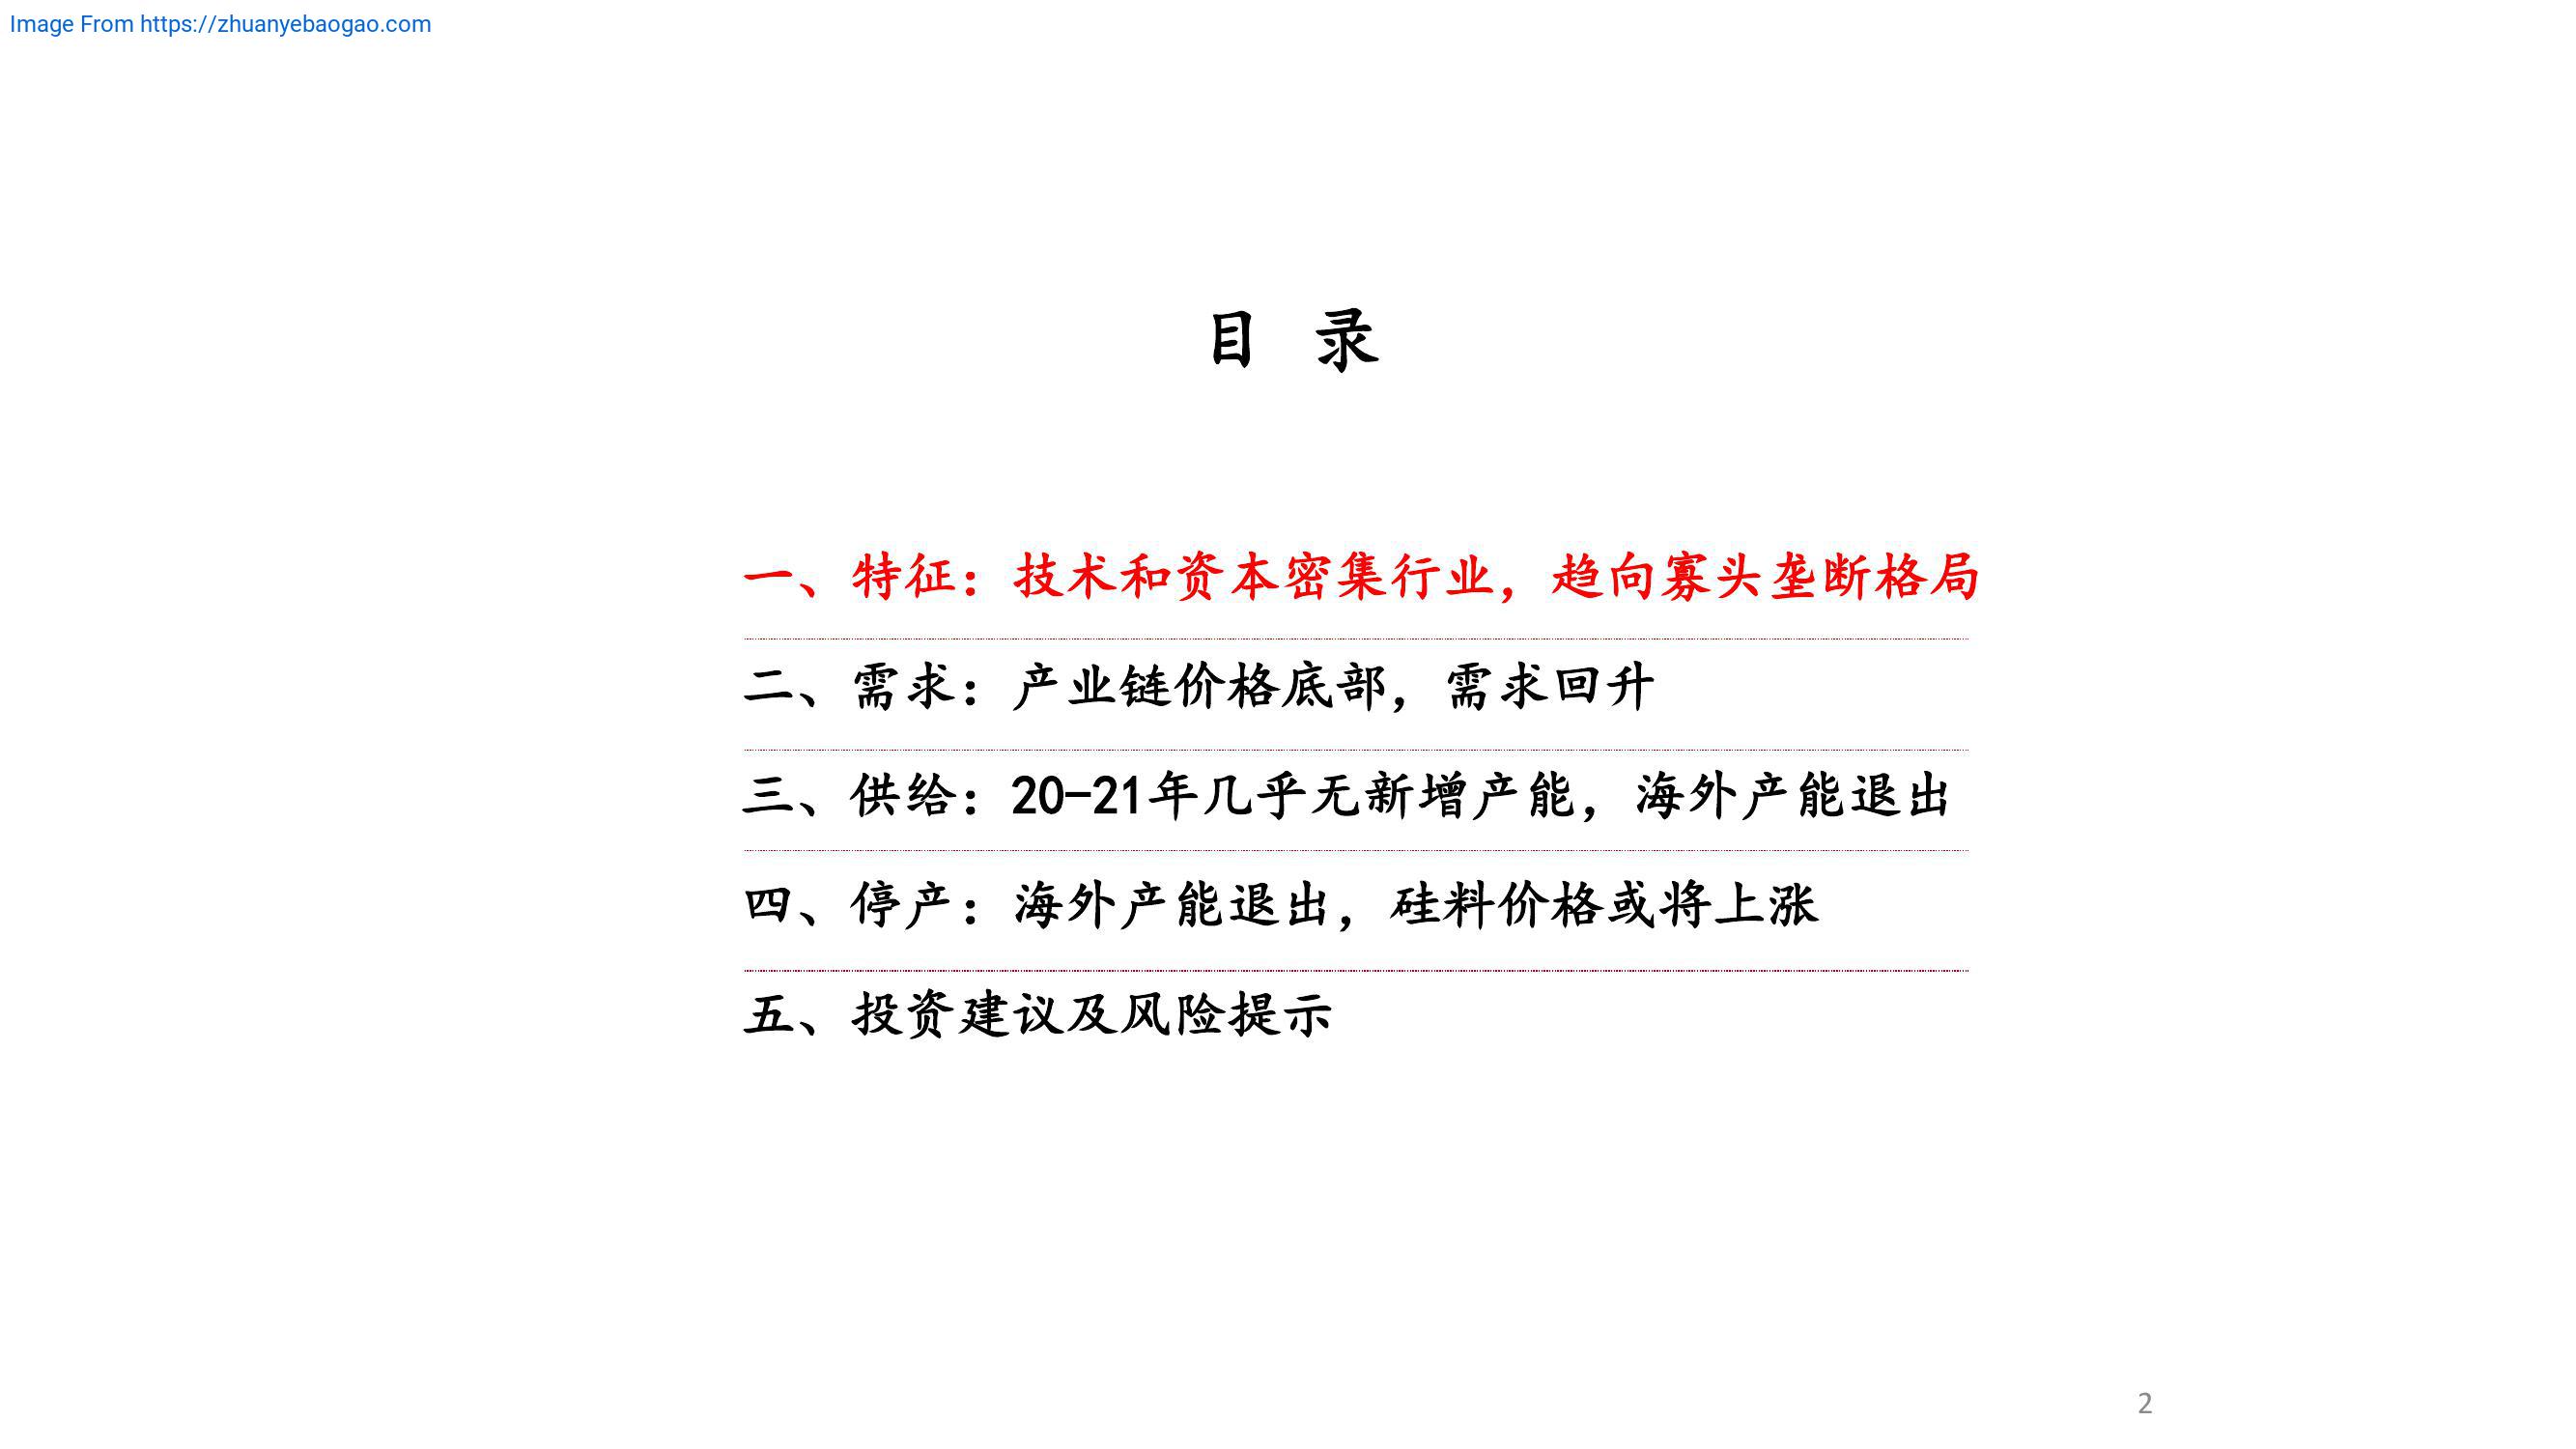 Image From https://zhuanyebaogao.com
目 录
一、特征：技术和资本密集行业，趋向寡头垄断格局
二、需求：产业链价格底部，需求回升
三、供给：20-21年几乎无新增产能，海外产能退出
四、停产：海外产能退出，硅料价格或将上涨
五、投资建议及风险提示
2